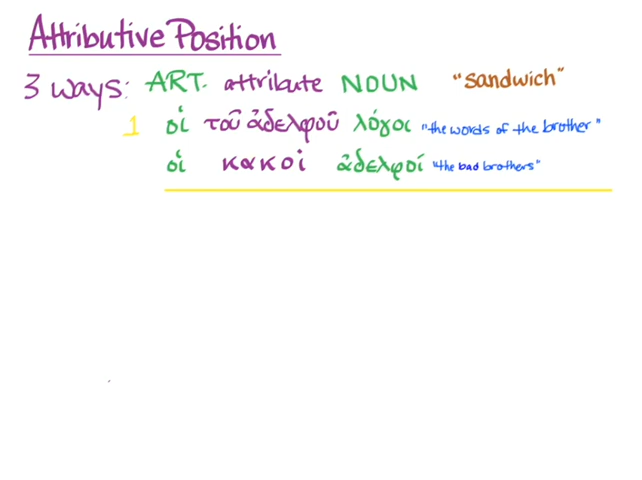 Attributive Position
3 ways: ART. attribute NOUN "sandwich"
1 οἱ τοῦ ἀδελφοῦ λόγοι "the words of the brother"
οἱ κακοὶ ἀδελφοί "the bad brothers"